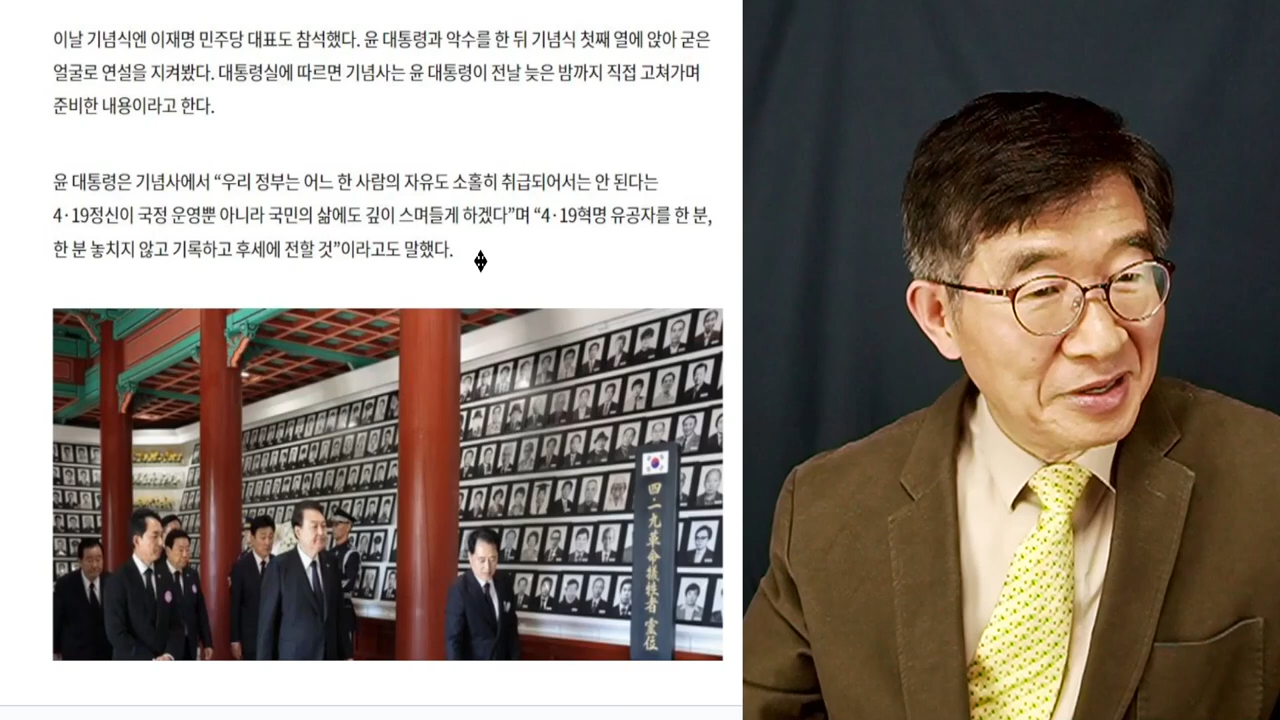 이날 기념식엔 이재명 민주당 대표도 참석했다. 윤 대통령과 악수를 한 뒤 기념식 첫째 열에 앉아 굳은
얼굴로 연설을 지켜봤다. 대통령실에 따르면 기념사는 윤 대통령이 전날 늦은 밤까지 직접 고쳐가며
준비한 내용이라고 한다.
윤 대통령은 기념사에서 “우리 정부는 어느 한 사람의 자유도 소홀히 취급되어서는 안 된다는
4·19정신이 국정 운영뿐 아니라 국민의 삶에도 깊이 스며들게 하겠다”며 “4·19혁명 유공자를 한 분,
한 분 놓치지 않고 기록하고 후세에 전할 것”이라고도 말했다.
四·一九革命犧牲者 靈位